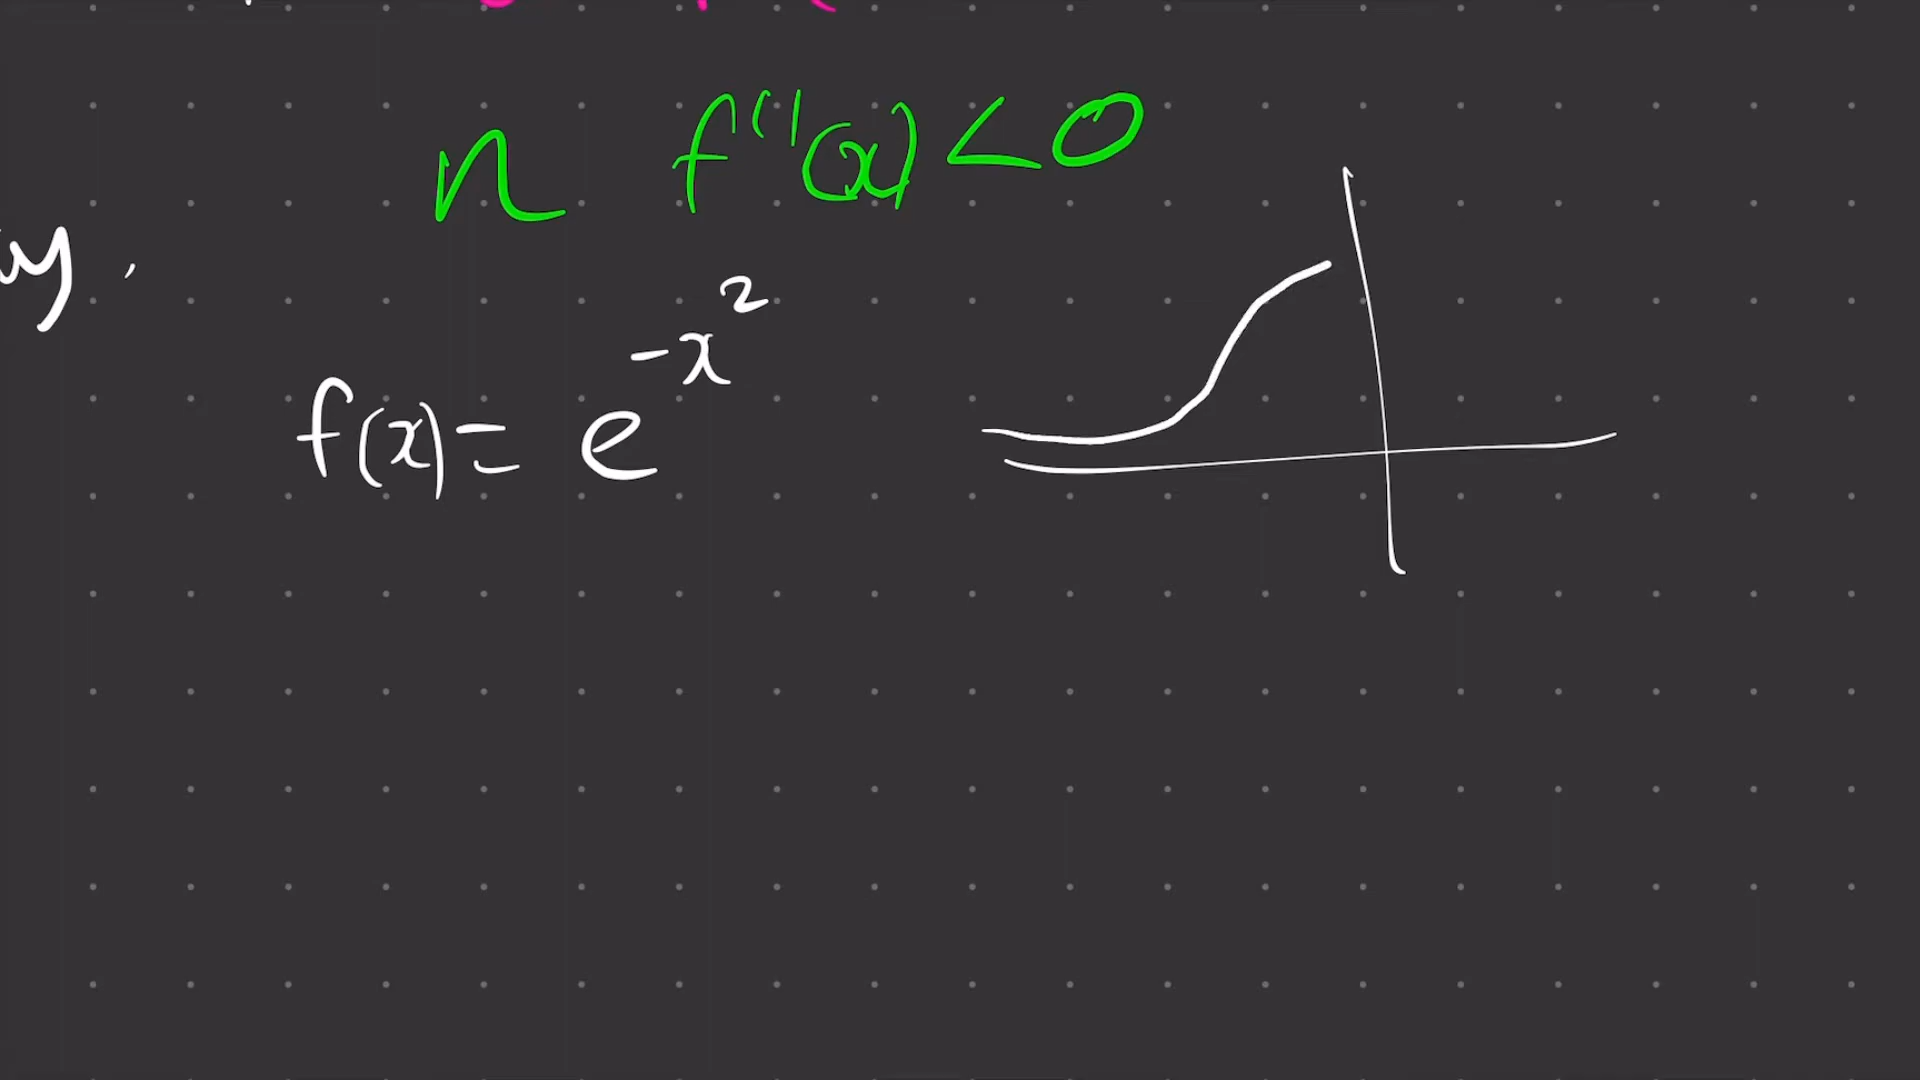 f''(x) < 0
y,
f(x) = e^{-x^2}